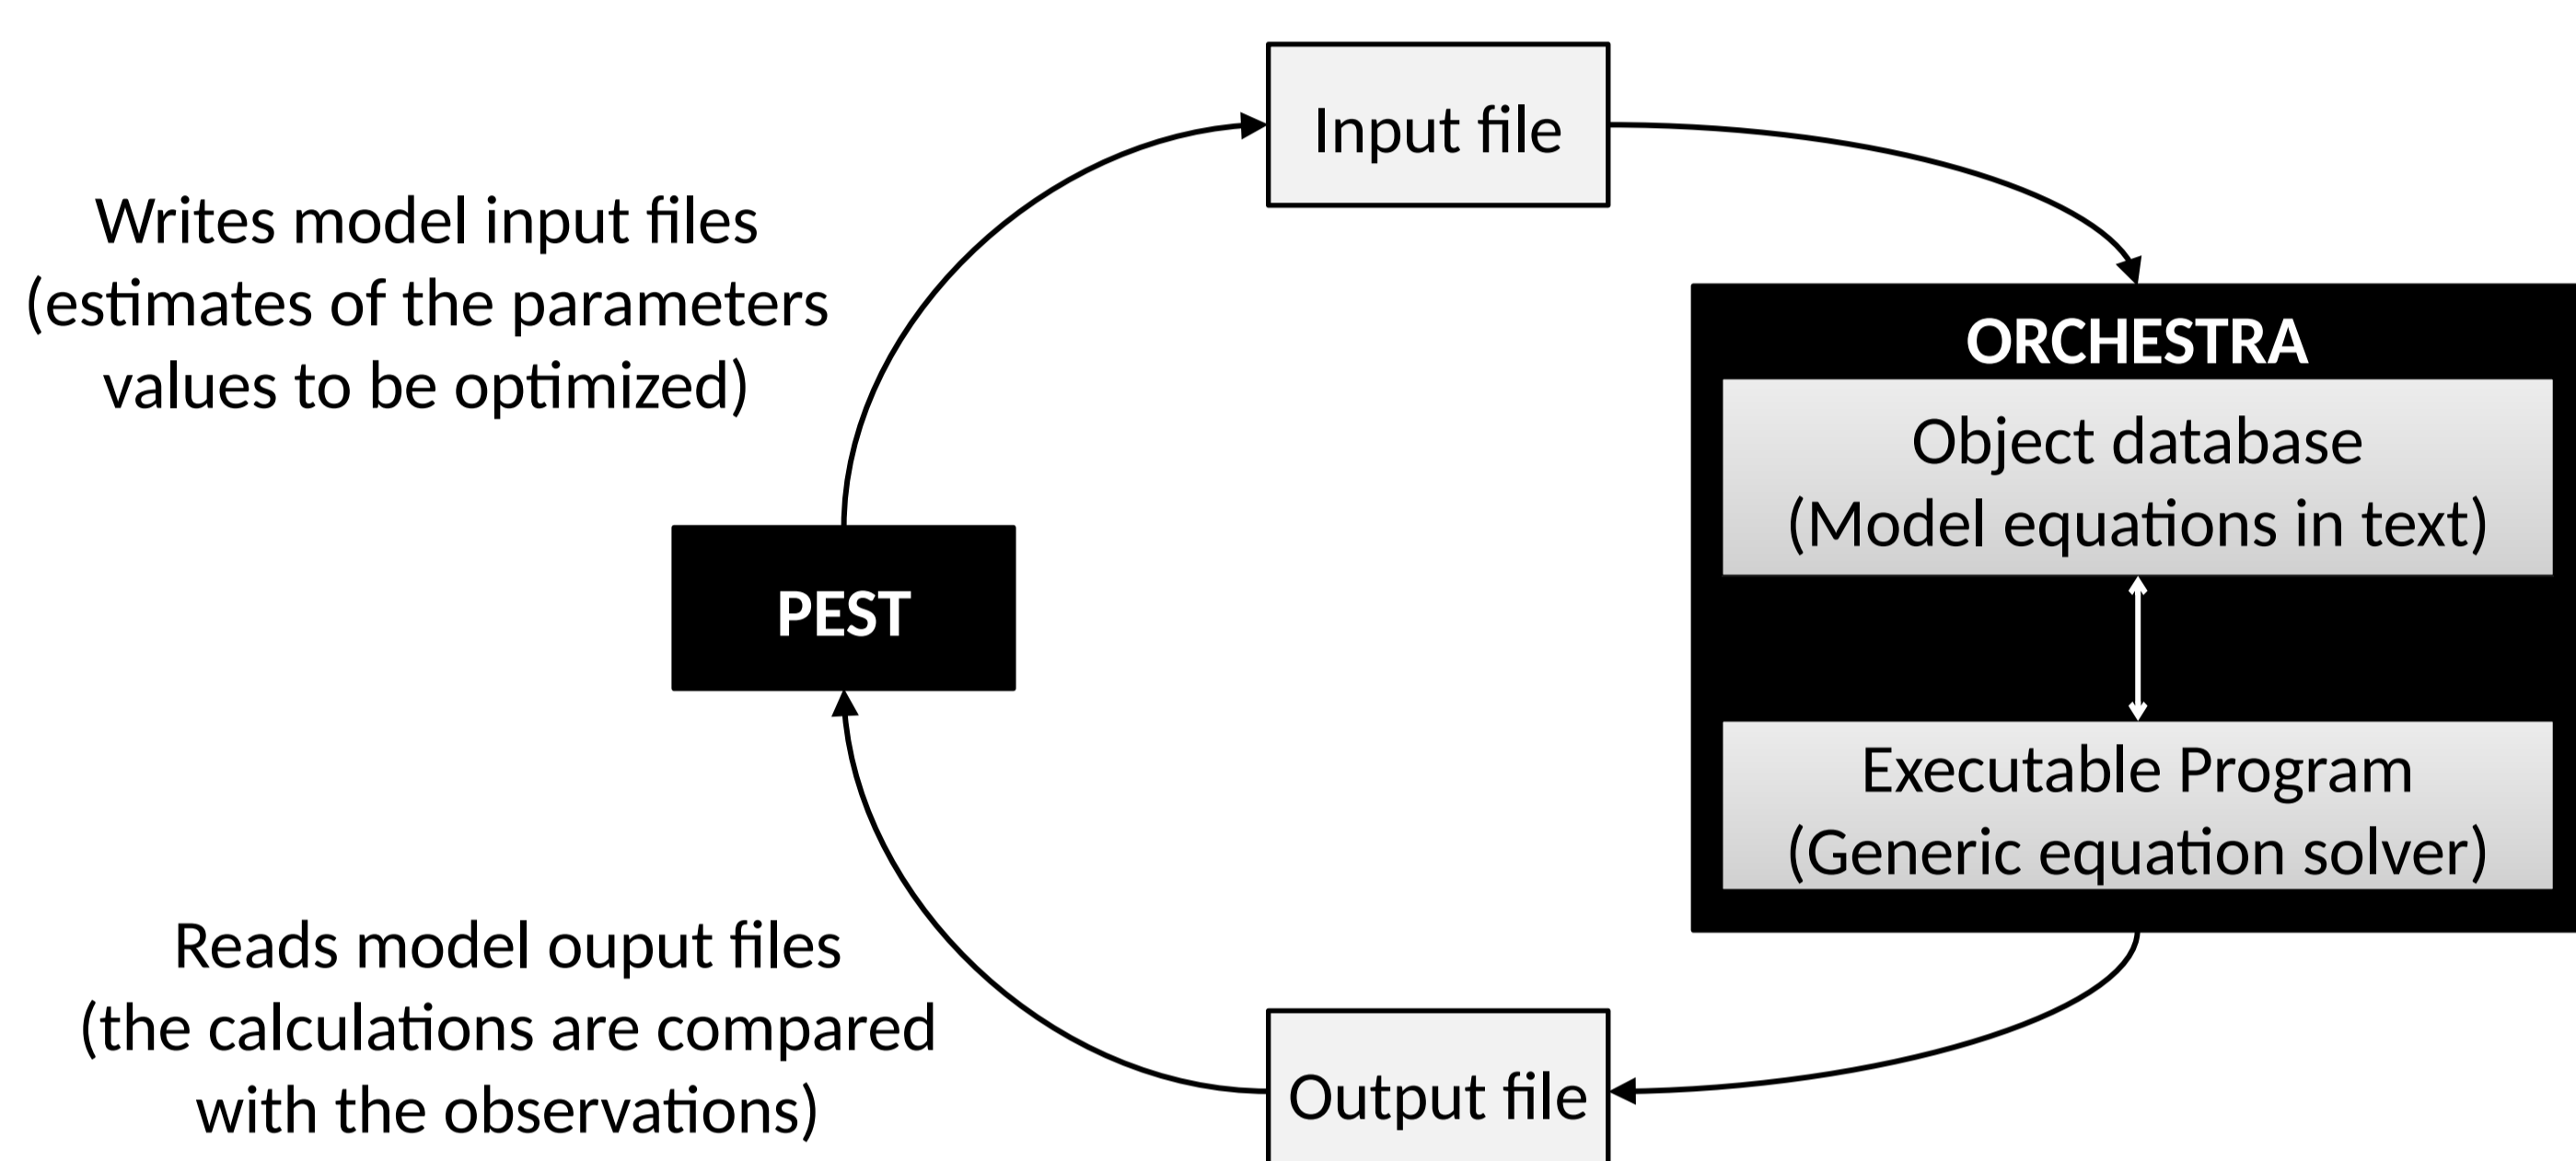 Input file
Writes model input files
(estimates of the parameters
values to be optimized)
ORCHESTRA
Object database
(Model equations in text)
PEST
Executable Program
(Generic equation solver)
Reads model ouput files
(the calculations are compared
with the observations)
Output file